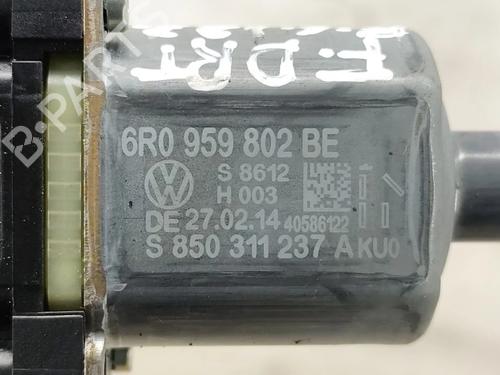 F.DRT
6R0 959 802 BE
S 8612
H 003
DE 27.02.14 40586122
S 850 311 237 A KU0
B-PARTS